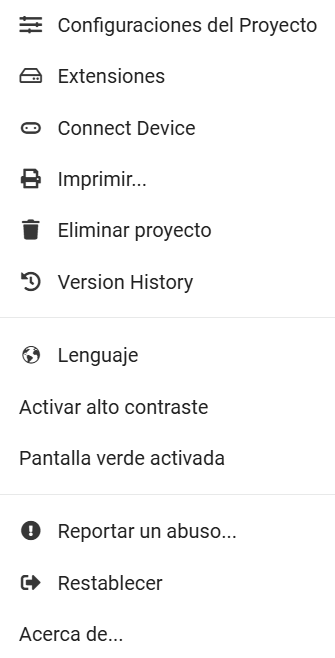 Configuraciones del Proyecto
Extensiones
Connect Device
Imprimir...
Eliminar proyecto
Version History
Lenguaje
Activar alto contraste
Pantalla verde activada
Reportar un abuso...
Restablecer
Acerca de...